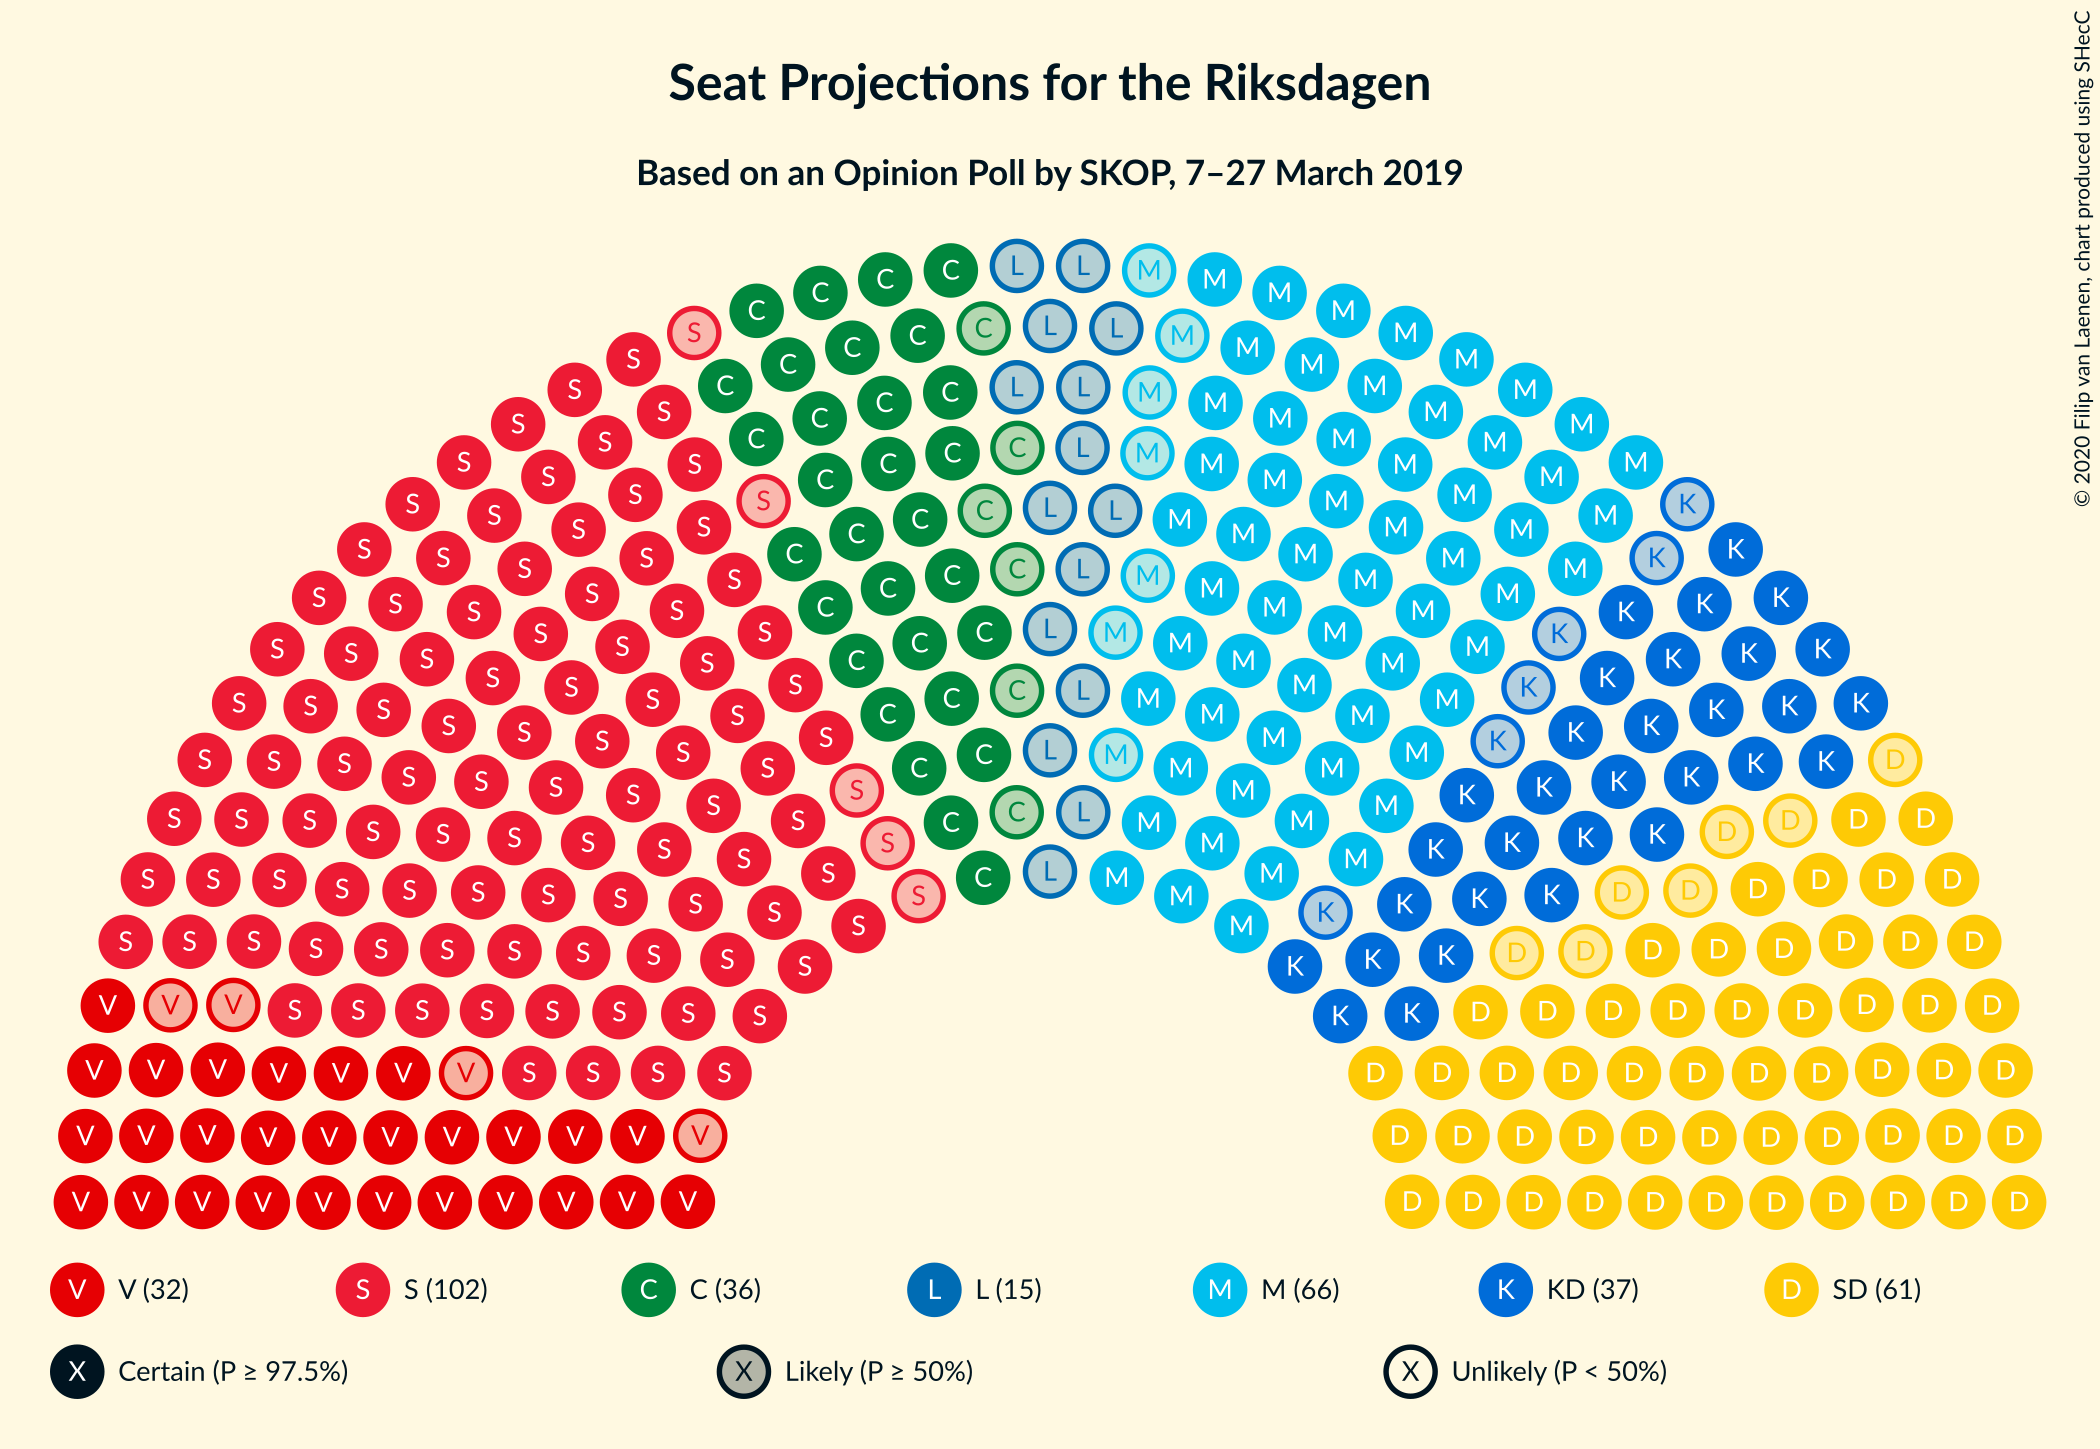 Seat Projections for the Riksdagen
Based on an Opinion Poll by SKOP, 7–27 March 2019
© 2020 Filip van Laenen, chart produced using SHecC
V V (32) S S (102) C C (36) L L (15) M M (66) K KD (37) D SD (61)
X Certain (P ≥ 97.5%) X Likely (P ≥ 50%) X Unlikely (P < 50%)